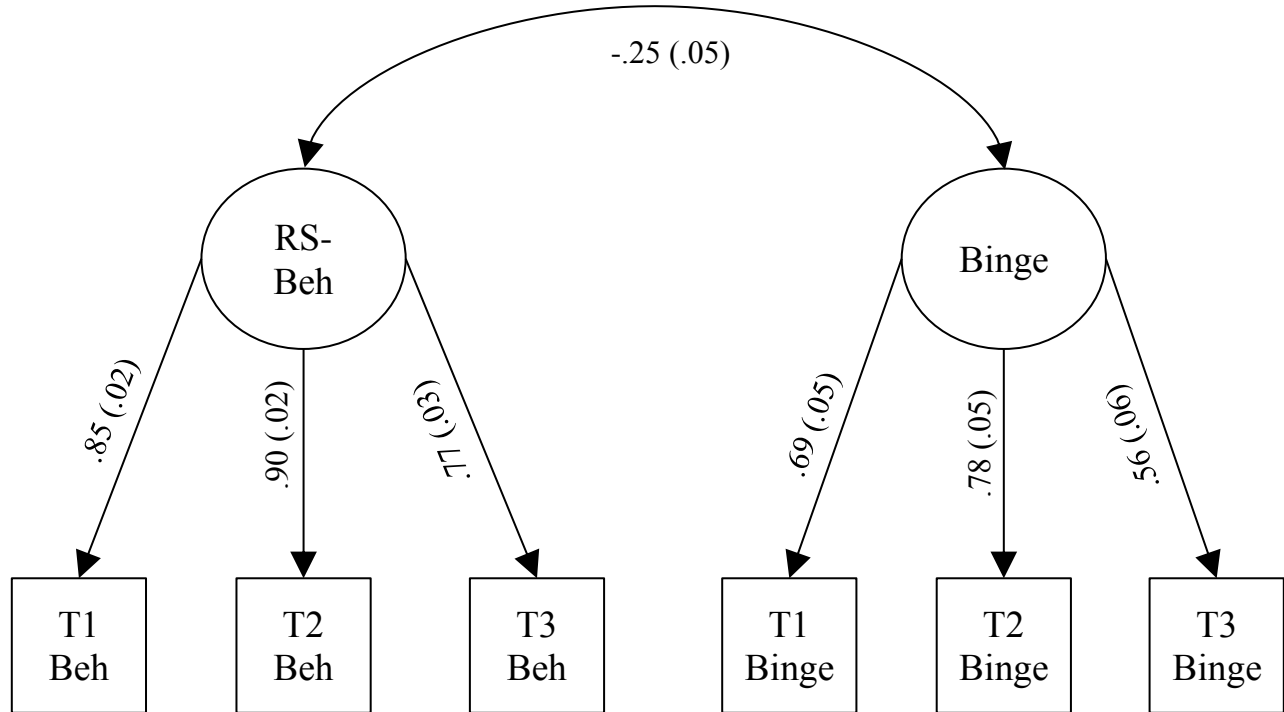 -.25 (.05)
RS-
Beh
Binge
.85 (.02)
.90 (.02)
.77 (.03)
.69 (.05)
.78 (.05)
.56 (.06)
T1
Beh
T2
Beh
T3
Beh
T1
Binge
T2
Binge
T3
Binge